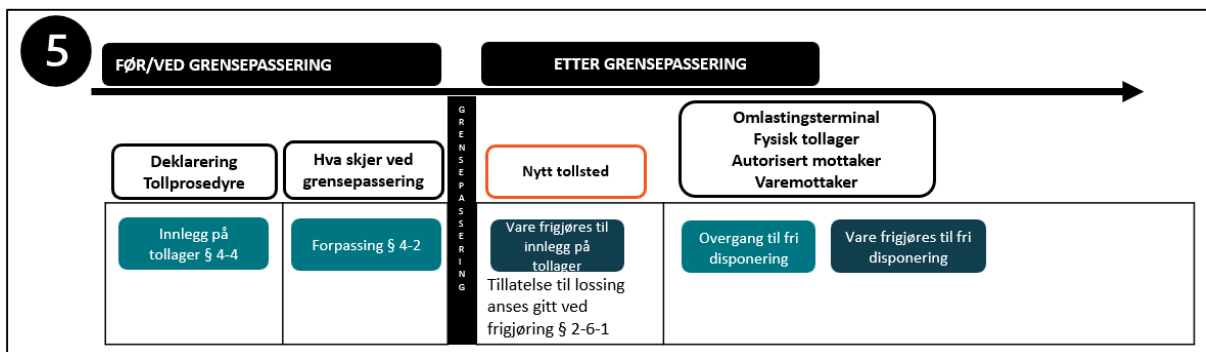 5
FØR/VED GRENSEPASSERING
ETTER GRENSEPASSERING
GRENSEPASSERING
Deklarering
Tollprosedyre
Hva skjer ved
grensepassering
Nytt tollsted
Omlastingsterminal
Fysisk tollager
Autorisert mottaker
Varemottaker
Innlegg på
tollager § 4-4
Forpassing § 4-2
Vare frigjøres til
innlegg på
tollager
Tillatelse til lossing
anses gitt ved
frigjøring § 2-6-1
Overgang til fri
disponering
Vare frigjøres til fri
disponering